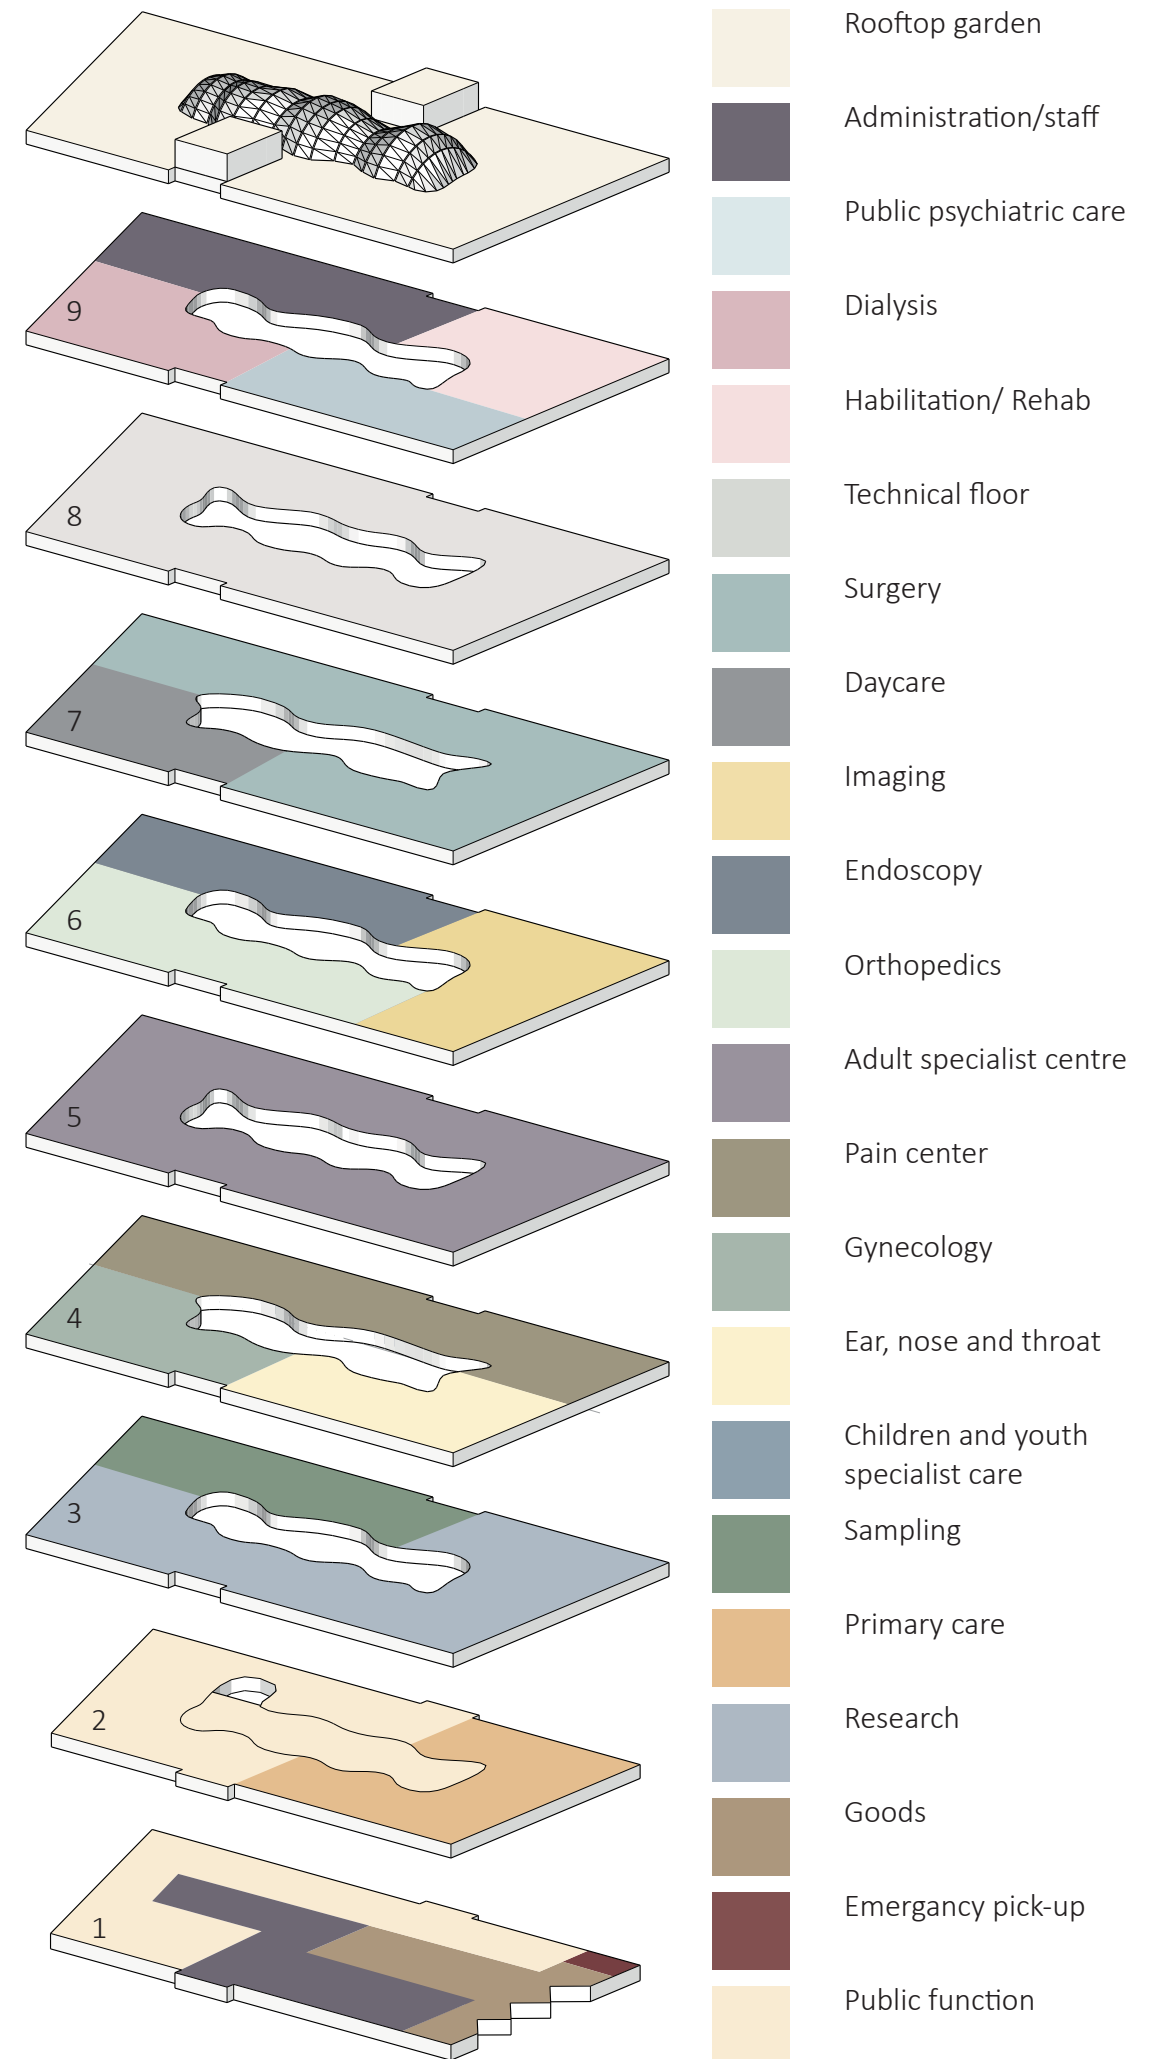 Rooftop garden
Administration/staff
Public psychiatric care
9
Dialysis
Habilitation/ Rehab
8
Technical floor
Surgery
7
Daycare
Imaging
6
Endoscopy
Orthopedics
5
Adult specialist centre
Pain center
4
Gynecology
Ear, nose and throat
3
Children and youth
specialist care
Sampling
2
Primary care
Research
1
Goods
Emergancy pick-up
Public function